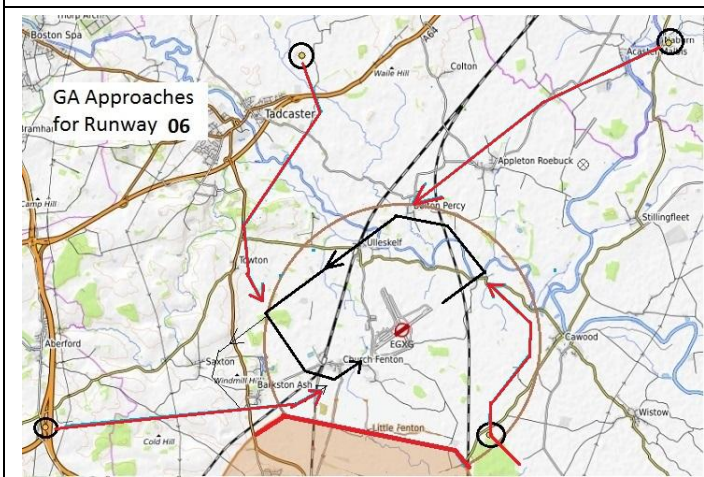 Thorp Arch
Boston Spa
A64
Colton
Acaster Malbis
Waile Hill
GA Approaches
for Runway 06
Tadcaster
Bramham
Appleton Roebuck
Camp Hill
Bolton Percy
Stillingfleet
Ulleskelf
Towton
EGXG
Cawood
Aberford
Saxton
Church Fenton
Windmill Hill
Barkston Ash
Wistow
Little Fenton
Cold Hill